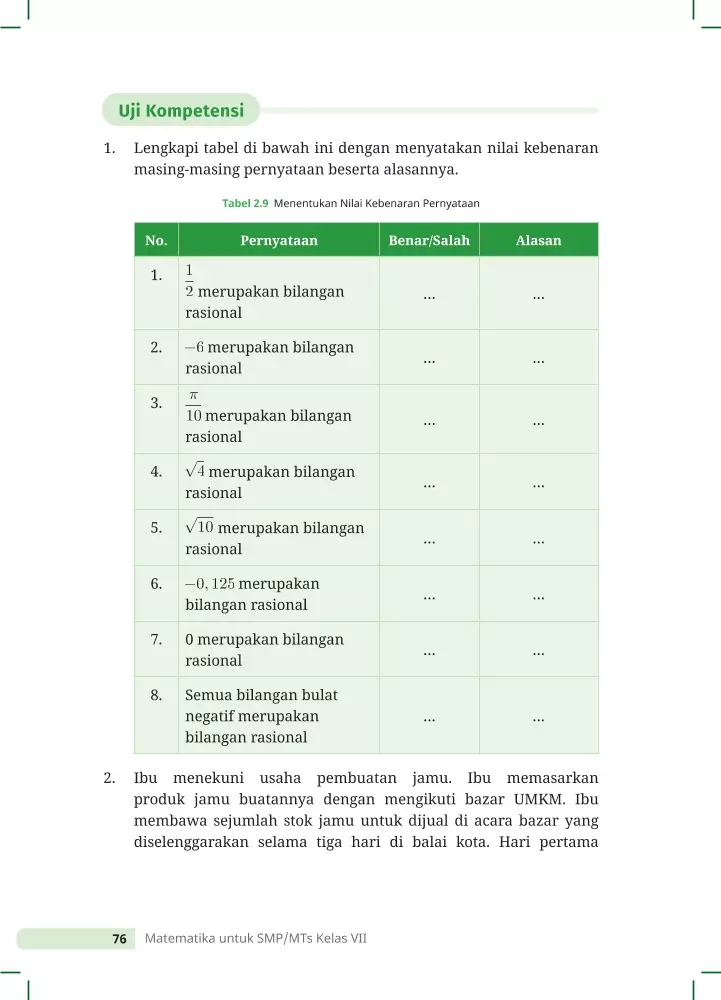 Uji Kompetensi
1. Lengkapi tabel di bawah ini dengan menyatakan nilai kebenaran
masing-masing pernyataan beserta alasannya.
Tabel 2.9 Menentukan Nilai Kebenaran Pernyataan
No. Pernyataan Benar/Salah Alasan
1. 1/2 merupakan bilangan
rasional
... ...
2. −6 merupakan bilangan
rasional
... ...
3. π/10 merupakan bilangan
rasional
... ...
4. √4 merupakan bilangan
rasional
... ...
5. √10 merupakan bilangan
rasional
... ...
6. −0, 125 merupakan
bilangan rasional
... ...
7. 0 merupakan bilangan
rasional
... ...
8. Semua bilangan bulat
negatif merupakan
bilangan rasional
... ...
2. Ibu menekuni usaha pembuatan jamu. Ibu memasarkan
produk jamu buatannya dengan mengikuti bazar UMKM. Ibu
membawa sejumlah stok jamu untuk dijual di acara bazar yang
diselenggarakan selama tiga hari di balai kota. Hari pertama
76 Matematika untuk SMP/MTs Kelas VII